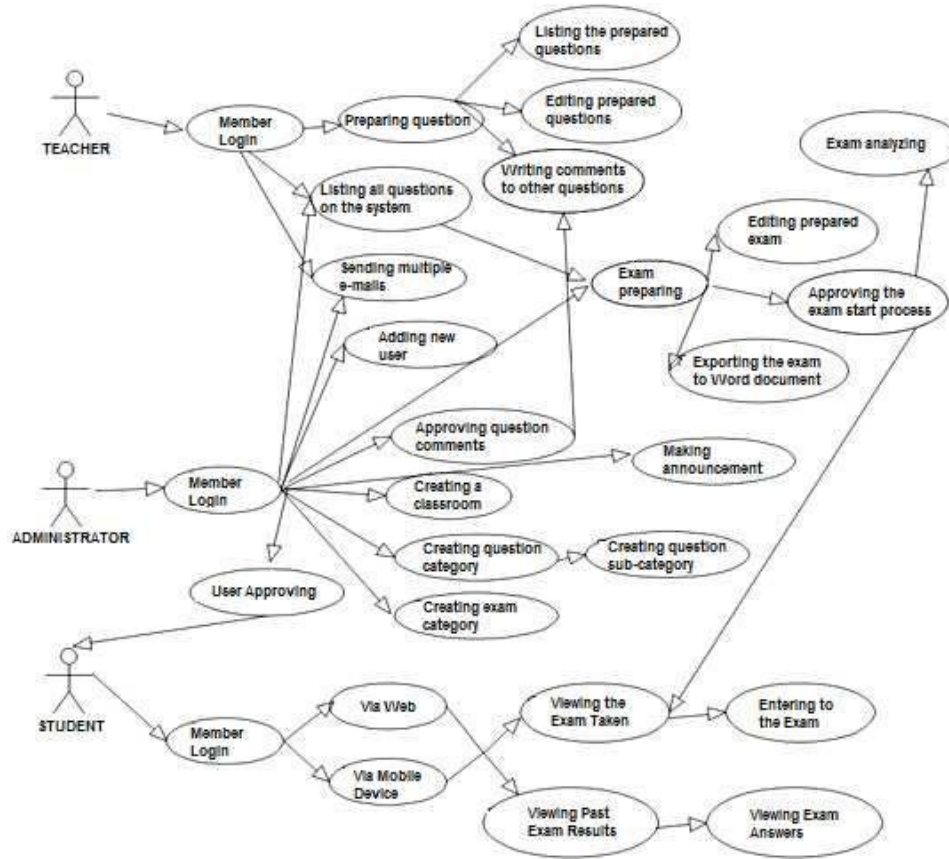 Listing the prepared
questions
TEACHER
Member
Login
Preparing question
Editing prepared
questions
Exam analyzing
Writing comments
to other questions
Listing all questions
on the system
Editing prepared
exam
Sending multiple
e-mails
Exam
preparing
Approving the
exam start process
Adding new
user
Exporting the exam
to Word document
Approving question
comments
Making
announcement
ADMINISTRATOR
Member
Login
Creating a
classroom
Creating question
category
Creating question
sub-category
User Approving
Creating exam
category
STUDENT
Member
Login
Via Web
Viewing the
Exam Taken
Entering to
the Exam
Via Mobile
Device
Viewing Past
Exam Results
Viewing Exam
Answers